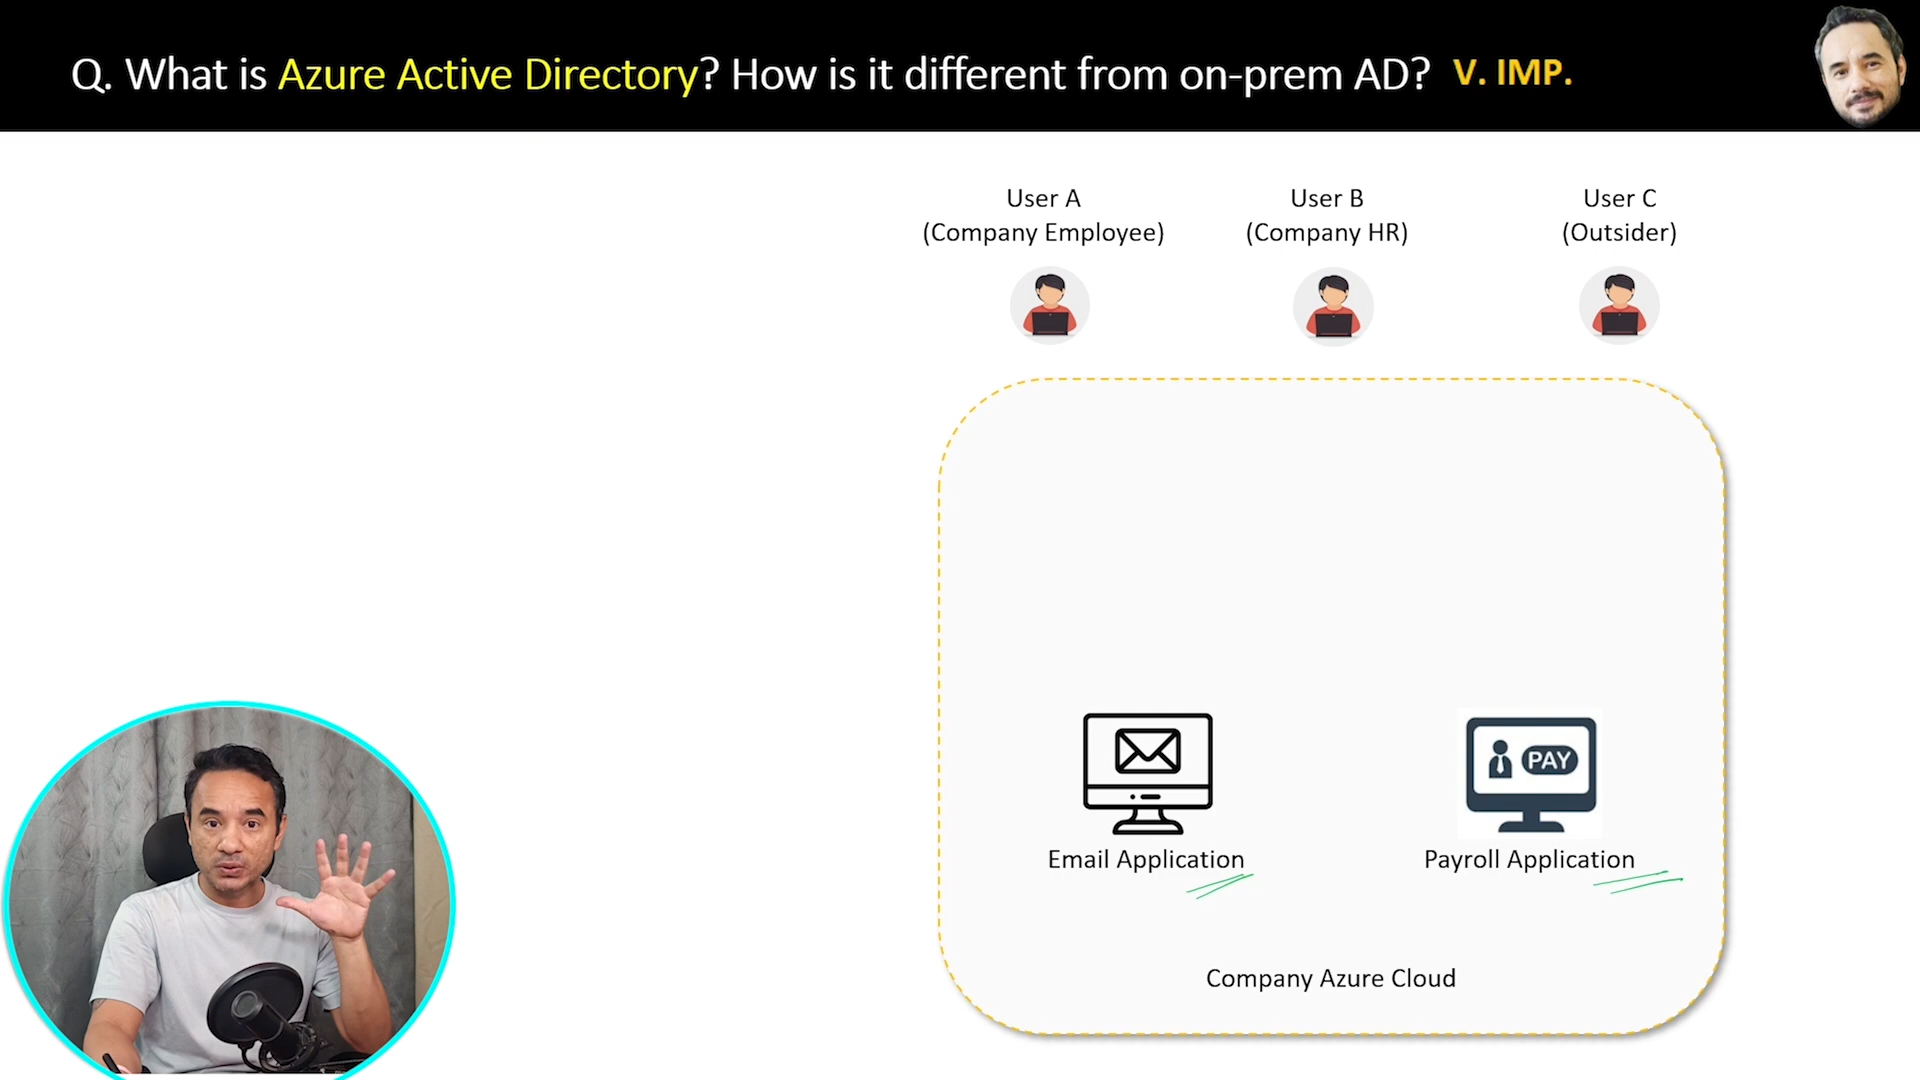 Q. What is Azure Active Directory? How is it different from on-prem AD? V. IMP.
User A
(Company Employee)
User B
(Company HR)
User C
(Outsider)
PAY
Email Application
Payroll Application
Company Azure Cloud